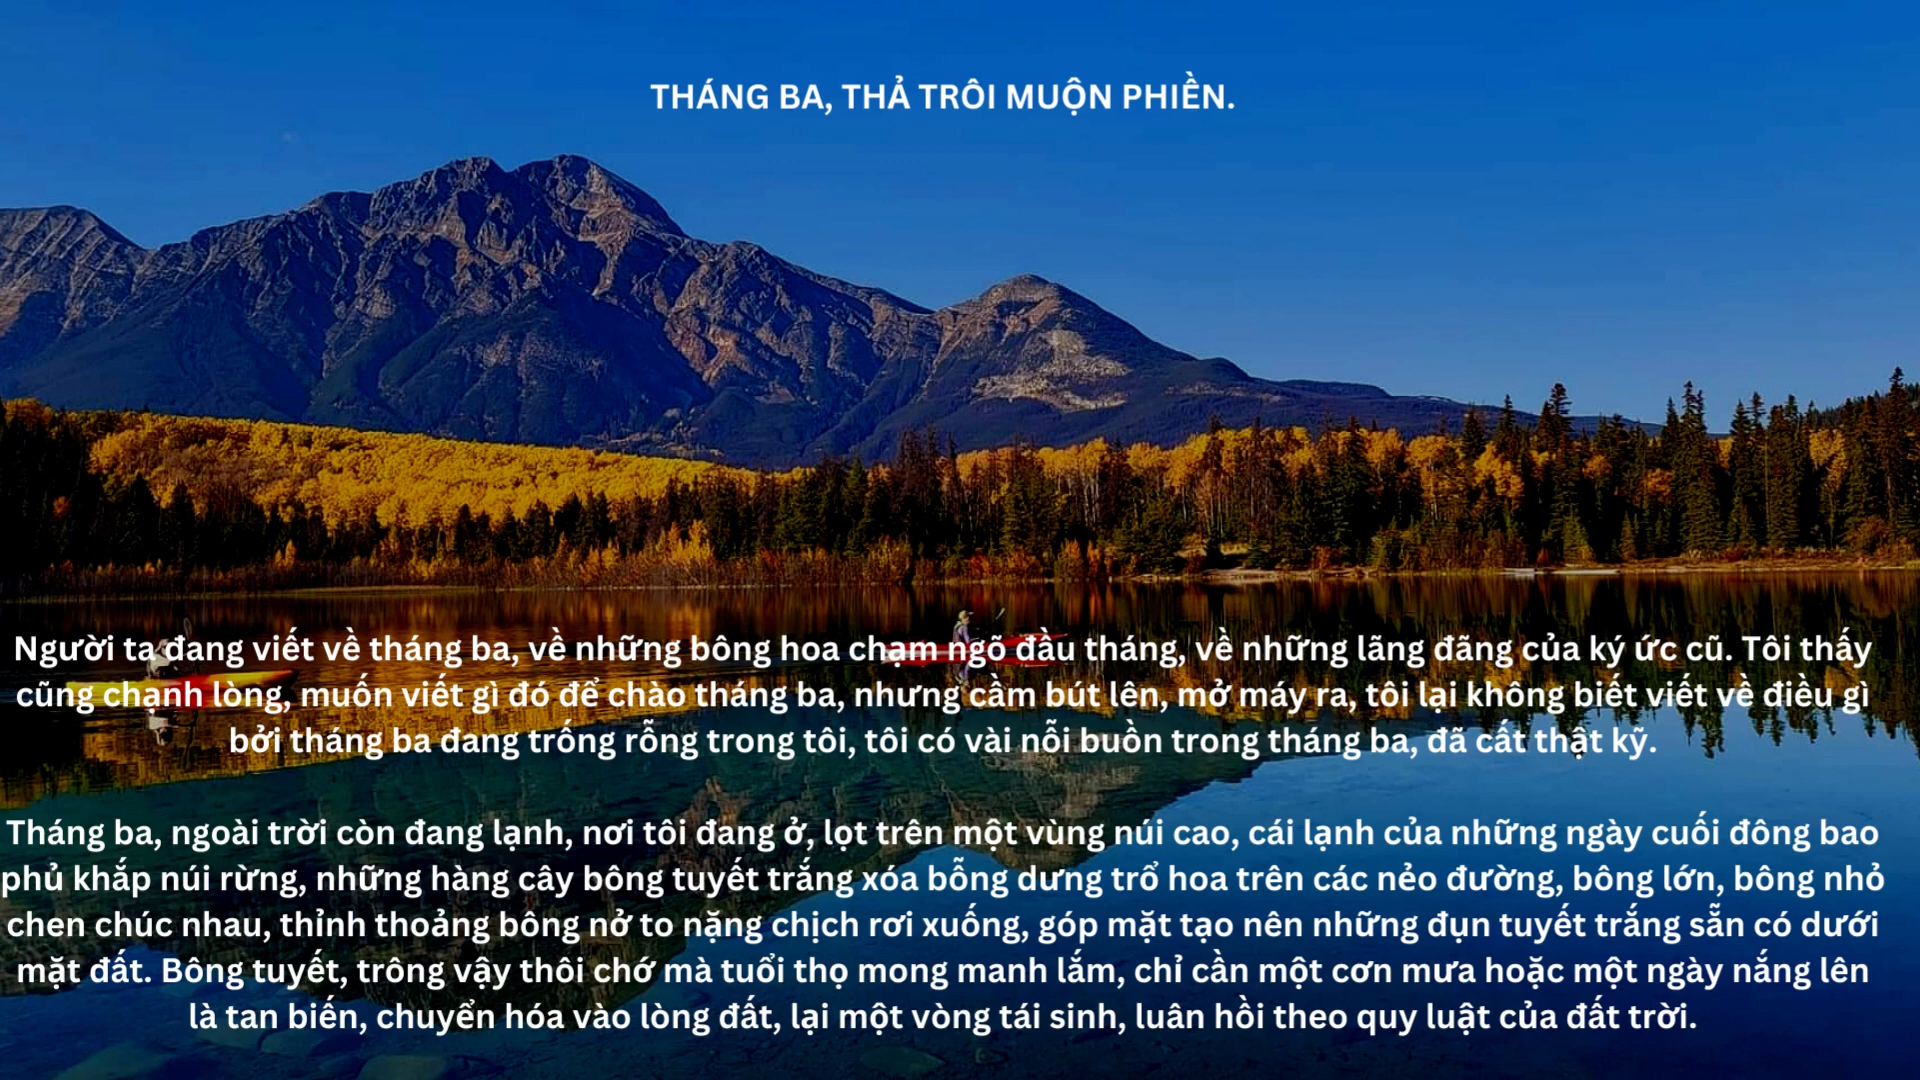 THÁNG BA, THẢ TRÔI MUỘN PHIỀN.
Người ta đang viết về tháng ba, về những bông hoa chạm ngõ đầu tháng, về những lãng đãng của ký ức cũ. Tôi thấy
cũng chạnh lòng, muốn viết gì đó để chào tháng ba, nhưng cầm bút lên, mở máy ra, tôi lại không biết viết về điều gì
bởi tháng ba đang trống rỗng trong tôi, tôi có vài nỗi buồn trong tháng ba, đã cất thật kỹ.
Tháng ba, ngoài trời còn đang lạnh, nơi tôi đang ở, lọt trên một vùng núi cao, cái lạnh của những ngày cuối đông bao
phủ khắp núi rừng, những hàng cây bông tuyết trắng xóa bỗng dưng trổ hoa trên các nẻo đường, bông lớn, bông nhỏ
chen chúc nhau, thỉnh thoảng bông nở to nặng chịch rơi xuống, góp mặt tạo nên những đụn tuyết trắng sẵn có dưới
mặt đất. Bông tuyết, trông vậy thôi chớ mà tuổi thọ mong manh lắm, chỉ cần một cơn mưa hoặc một ngày nắng lên
là tan biến, chuyển hóa vào lòng đất, lại một vòng tái sinh, luân hồi theo quy luật của đất trời.